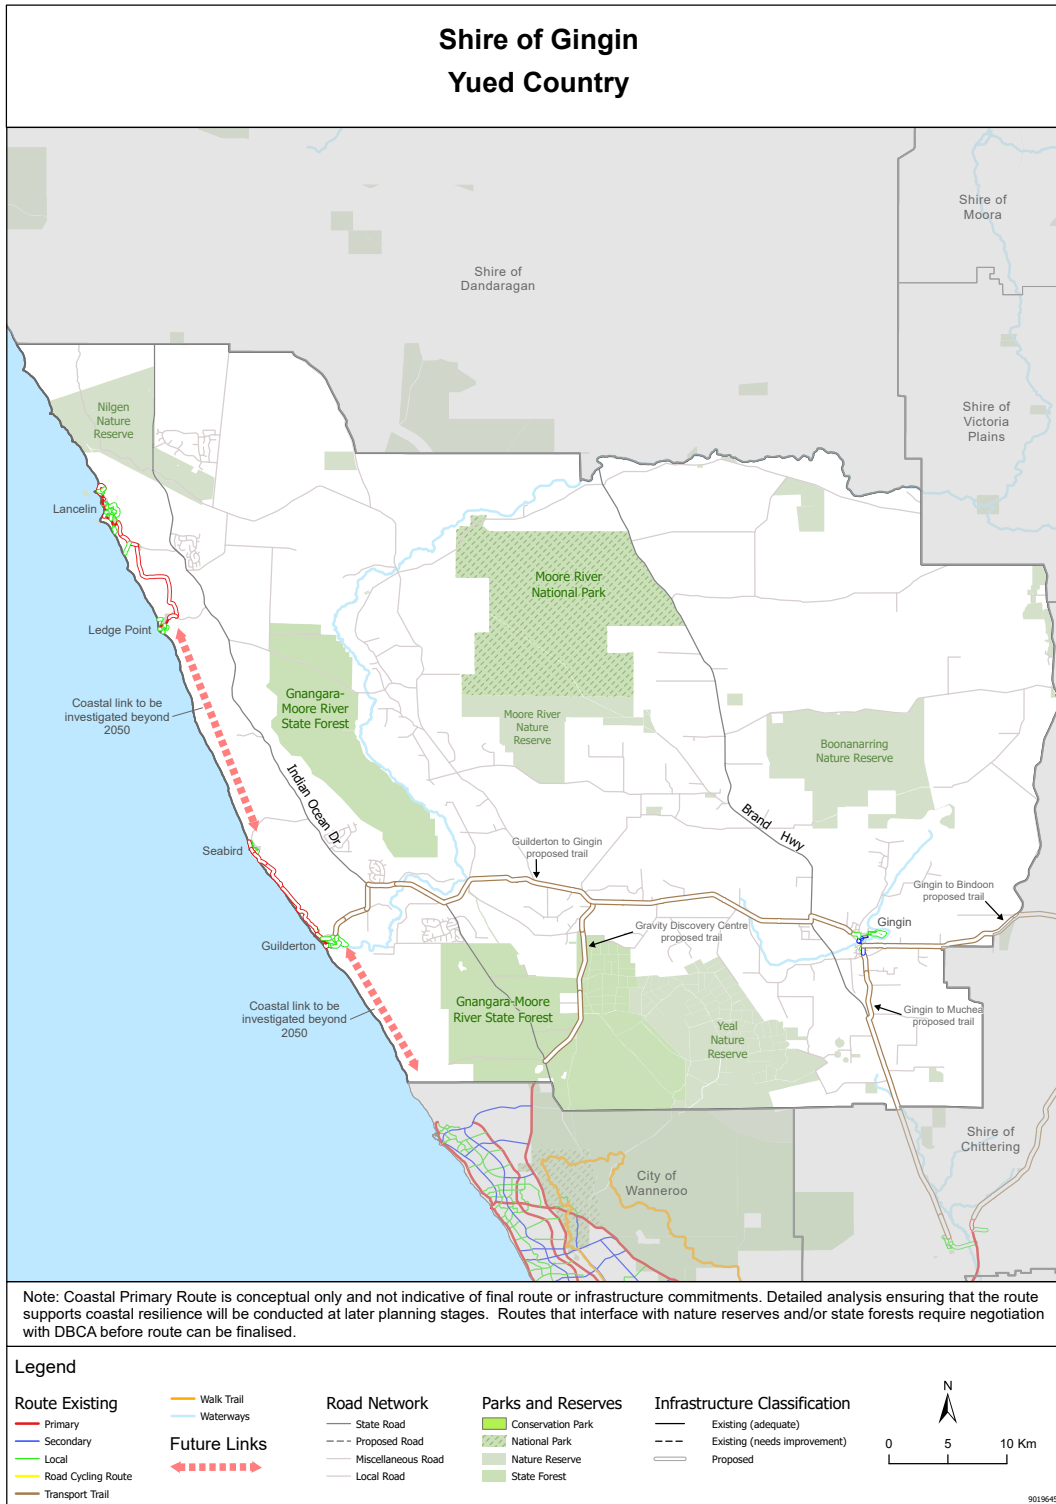 Shire of Gingin
Yued Country
Shire of
Moora
Shire of
Dandaragan
Shire of
Victoria
Plains
Nilgen
Nature
Reserve
Lancelin
Moore River
National Park
Ledge Point
Gnangara-
Moore River
State Forest
Coastal link to be
investigated beyond
2050
Moore River
Nature
Reserve
Boonanarring
Nature Reserve
Indian Ocean Dr
Brand Hwy
Seabird
Guilderton to Gingin
proposed trail
Gingin to Bindoon
proposed trail
Gingin
Gravity Discovery Centre
proposed trail
Guilderton
Coastal link to be
investigated beyond
2050
Gnangara-Moore
River State Forest
Gingin to Muchea
proposed trail
Yeal
Nature
Reserve
Shire of
Chittering
City of
Wanneroo
Note: Coastal Primary Route is conceptual only and not indicative of final route or infrastructure commitments. Detailed analysis ensuring that the route
supports coastal resilience will be conducted at later planning stages. Routes that interface with nature reserves and/or state forests require negotiation
with DBCA before route can be finalised.
Legend
Route Existing
Primary
Secondary
Local
Road Cycling Route
Transport Trail
Walk Trail
Waterways
Future Links
Road Network
State Road
Proposed Road
Miscellaneous Road
Local Road
Parks and Reserves
Conservation Park
National Park
Nature Reserve
State Forest
Infrastructure Classification
Existing (adequate)
Existing (needs improvement)
Proposed
N
0 5 10 Km
9019645